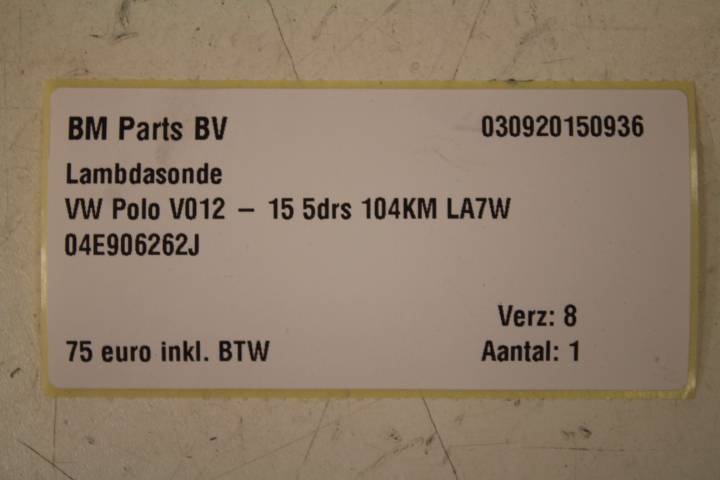 BM Parts BV 030920150936
Lambdasonde
VW Polo V012 – 15 5drs 104KM LA7W
04E906262J
Verz: 8
75 euro inkl. BTW Aantal: 1